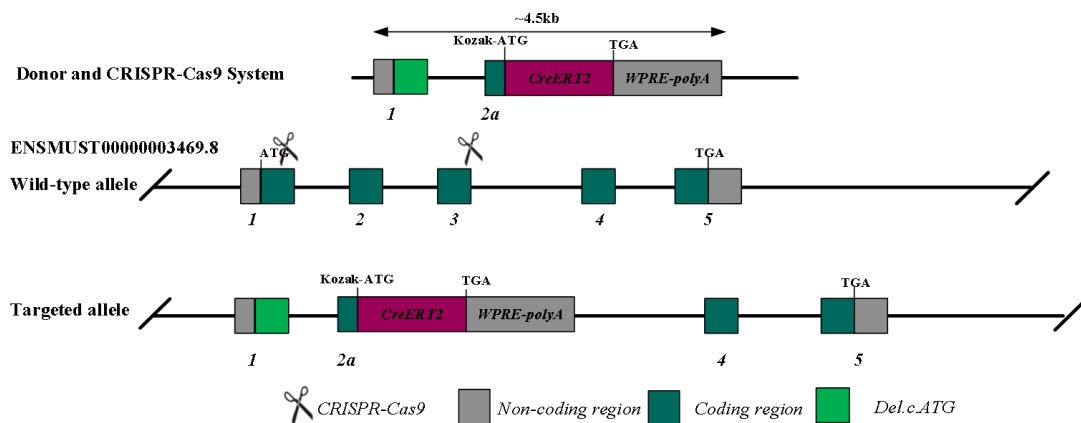 ~4.5kb
Kozak-ATG TGA
Donor and CRISPR-Cas9 System CreERT2 WPRE-polyA
1 2a
ENSMUST00000003469.8
ATG TGA
Wild-type allele
1 2 3 4 5
Kozak-ATG TGA TGA
Targeted allele CreERT2 WPRE-polyA
1 2a 4 5
CRISPR-Cas9 Non-coding region Coding region Del.c.ATG